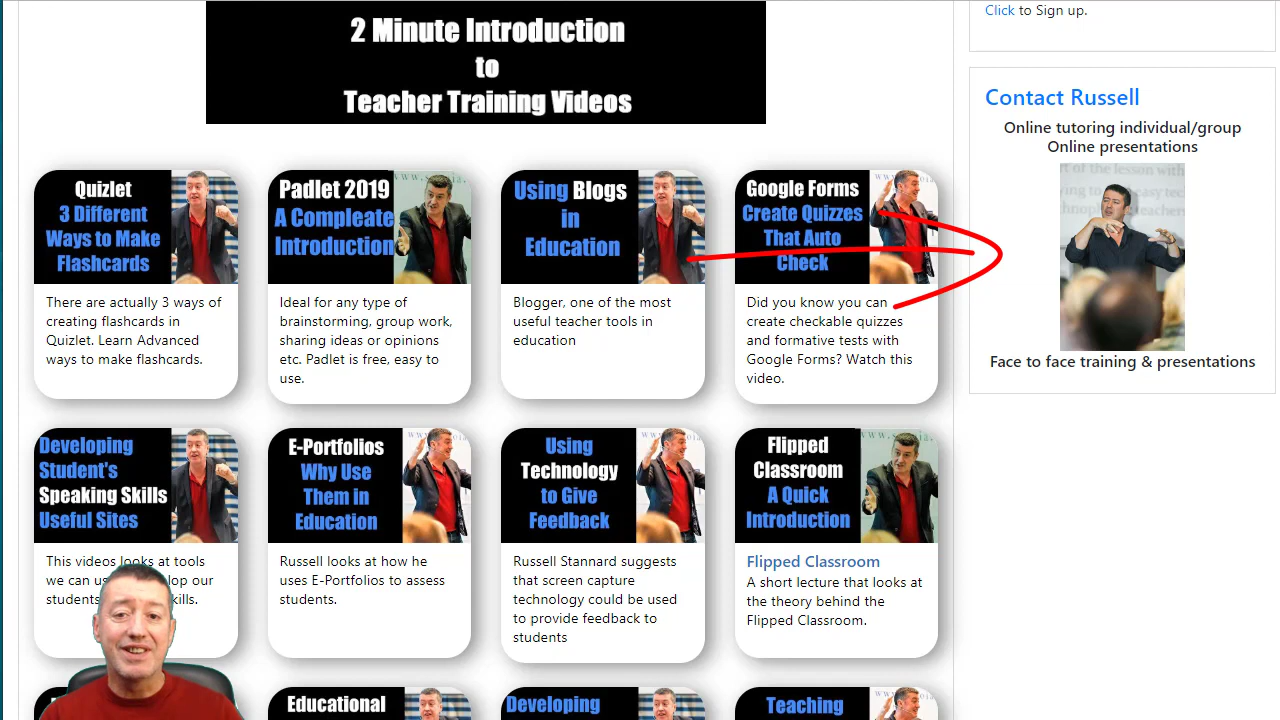 2 Minute Introduction
to
Teacher Training Videos
Click to Sign up.
Contact Russell
Online tutoring individual/group
Online presentations
Face to face training & presentations
Quizlet
3 Different
Ways to Make
Flashcards
There are actually 3 ways of
creating flashcards in
Quizlet. Learn Advanced
ways to make flashcards.
Padlet 2019
A Compleate
Introduction
Ideal for any type of
brainstorming, group work,
sharing ideas or opinions
etc. Padlet is free, easy to
use.
Using Blogs
in
Education
Blogger, one of the most
useful teacher tools in
education
Google Forms
Create Quizzes
That Auto
Check
Did you know you can
create checkable quizzes
and formative tests with
Google Forms? Watch this
video.
Developing
Student's
Speaking Skills
Useful Sites
This videos looks at tools
we can our
students
E-Portfolios
Why Use
Them in
Education
Russell looks at how he
uses E-Portfolios to assess
students.
Using
Technology
to Give
Feedback
Russell Stannard suggests
that screen capture
technology could be used
to provide feedback to
students
Flipped
Classroom
A Quick
Introduction
Flipped Classroom
A short lecture that looks at
the theory behind the
Flipped Classroom.
Educational
Developing
Teaching